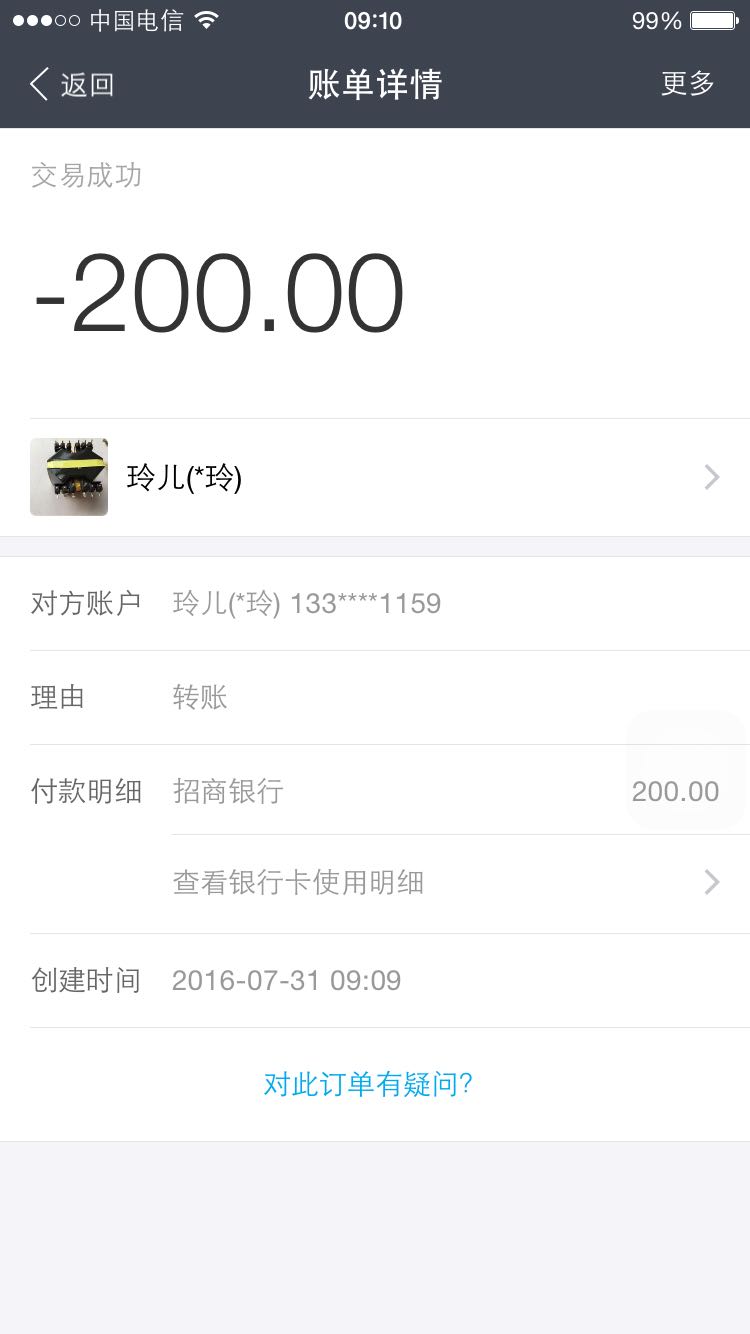 中国电信 09:10 99%
返回 账单详情 更多
交易成功
-200.00
玲儿(*玲)
对方账户 玲儿(*玲) 133****1159
理由 转账
付款明细 招商银行 200.00
查看银行卡使用明细
创建时间 2016-07-31 09:09
对此订单有疑问?